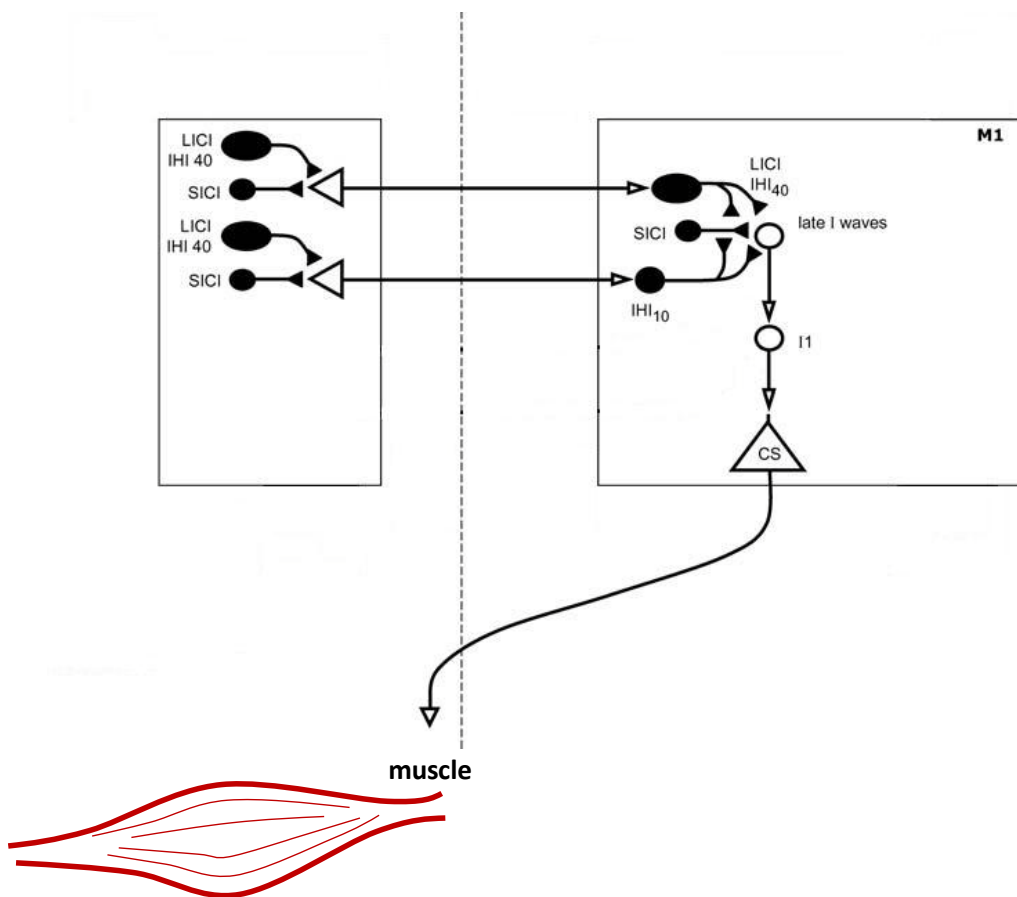 M1
LICI
IHI 40
SICI
LICI
IHI 40
SICI
LICI
IHI40
SICI
late I waves
IHI10
I1
CS
muscle